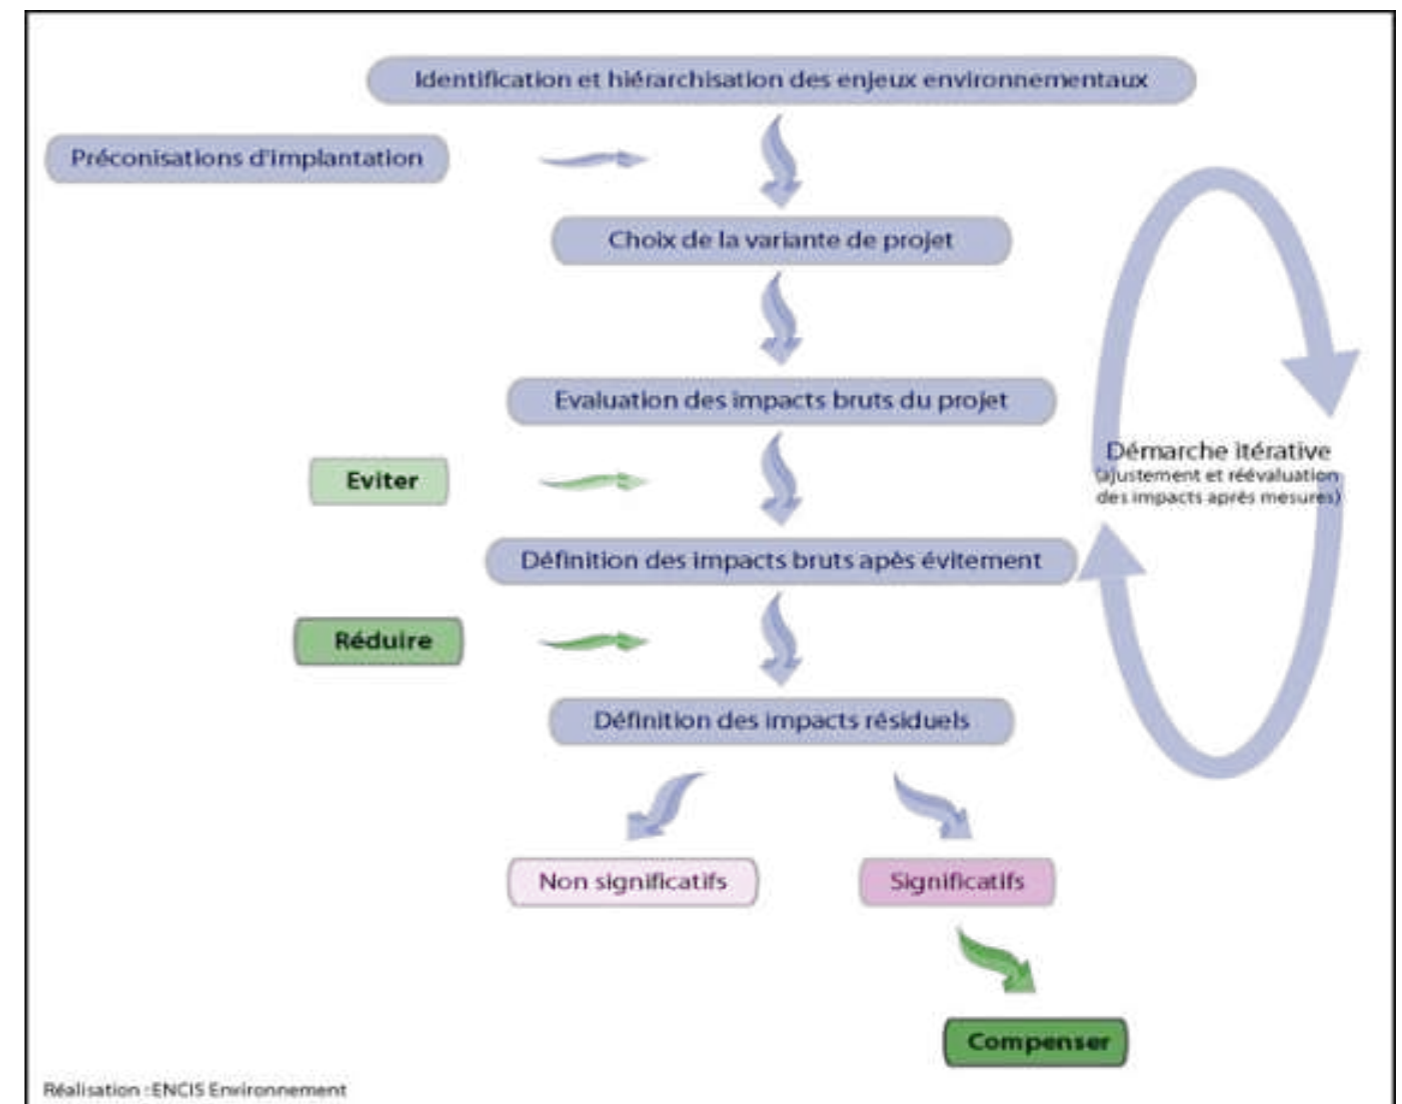 Identification et hiérarchisation des enjeux environnementaux
Préconisations d'implantation
Choix de la variante de projet
Evaluation des impacts bruts du projet
Eviter
Démarche itérative
(ajustement et réévaluation
des impacts après mesures)
Définition des impacts bruts apès évitement
Réduire
Définition des impacts résiduels
Non significatifs
Significatifs
Compenser
Réalisation : ENCIS Environnement